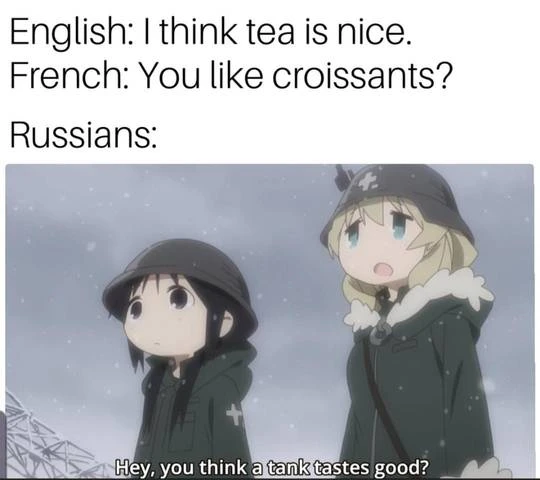 English: I think tea is nice.
French: You like croissants?
Russians:
Hey, you think a tank tastes good?